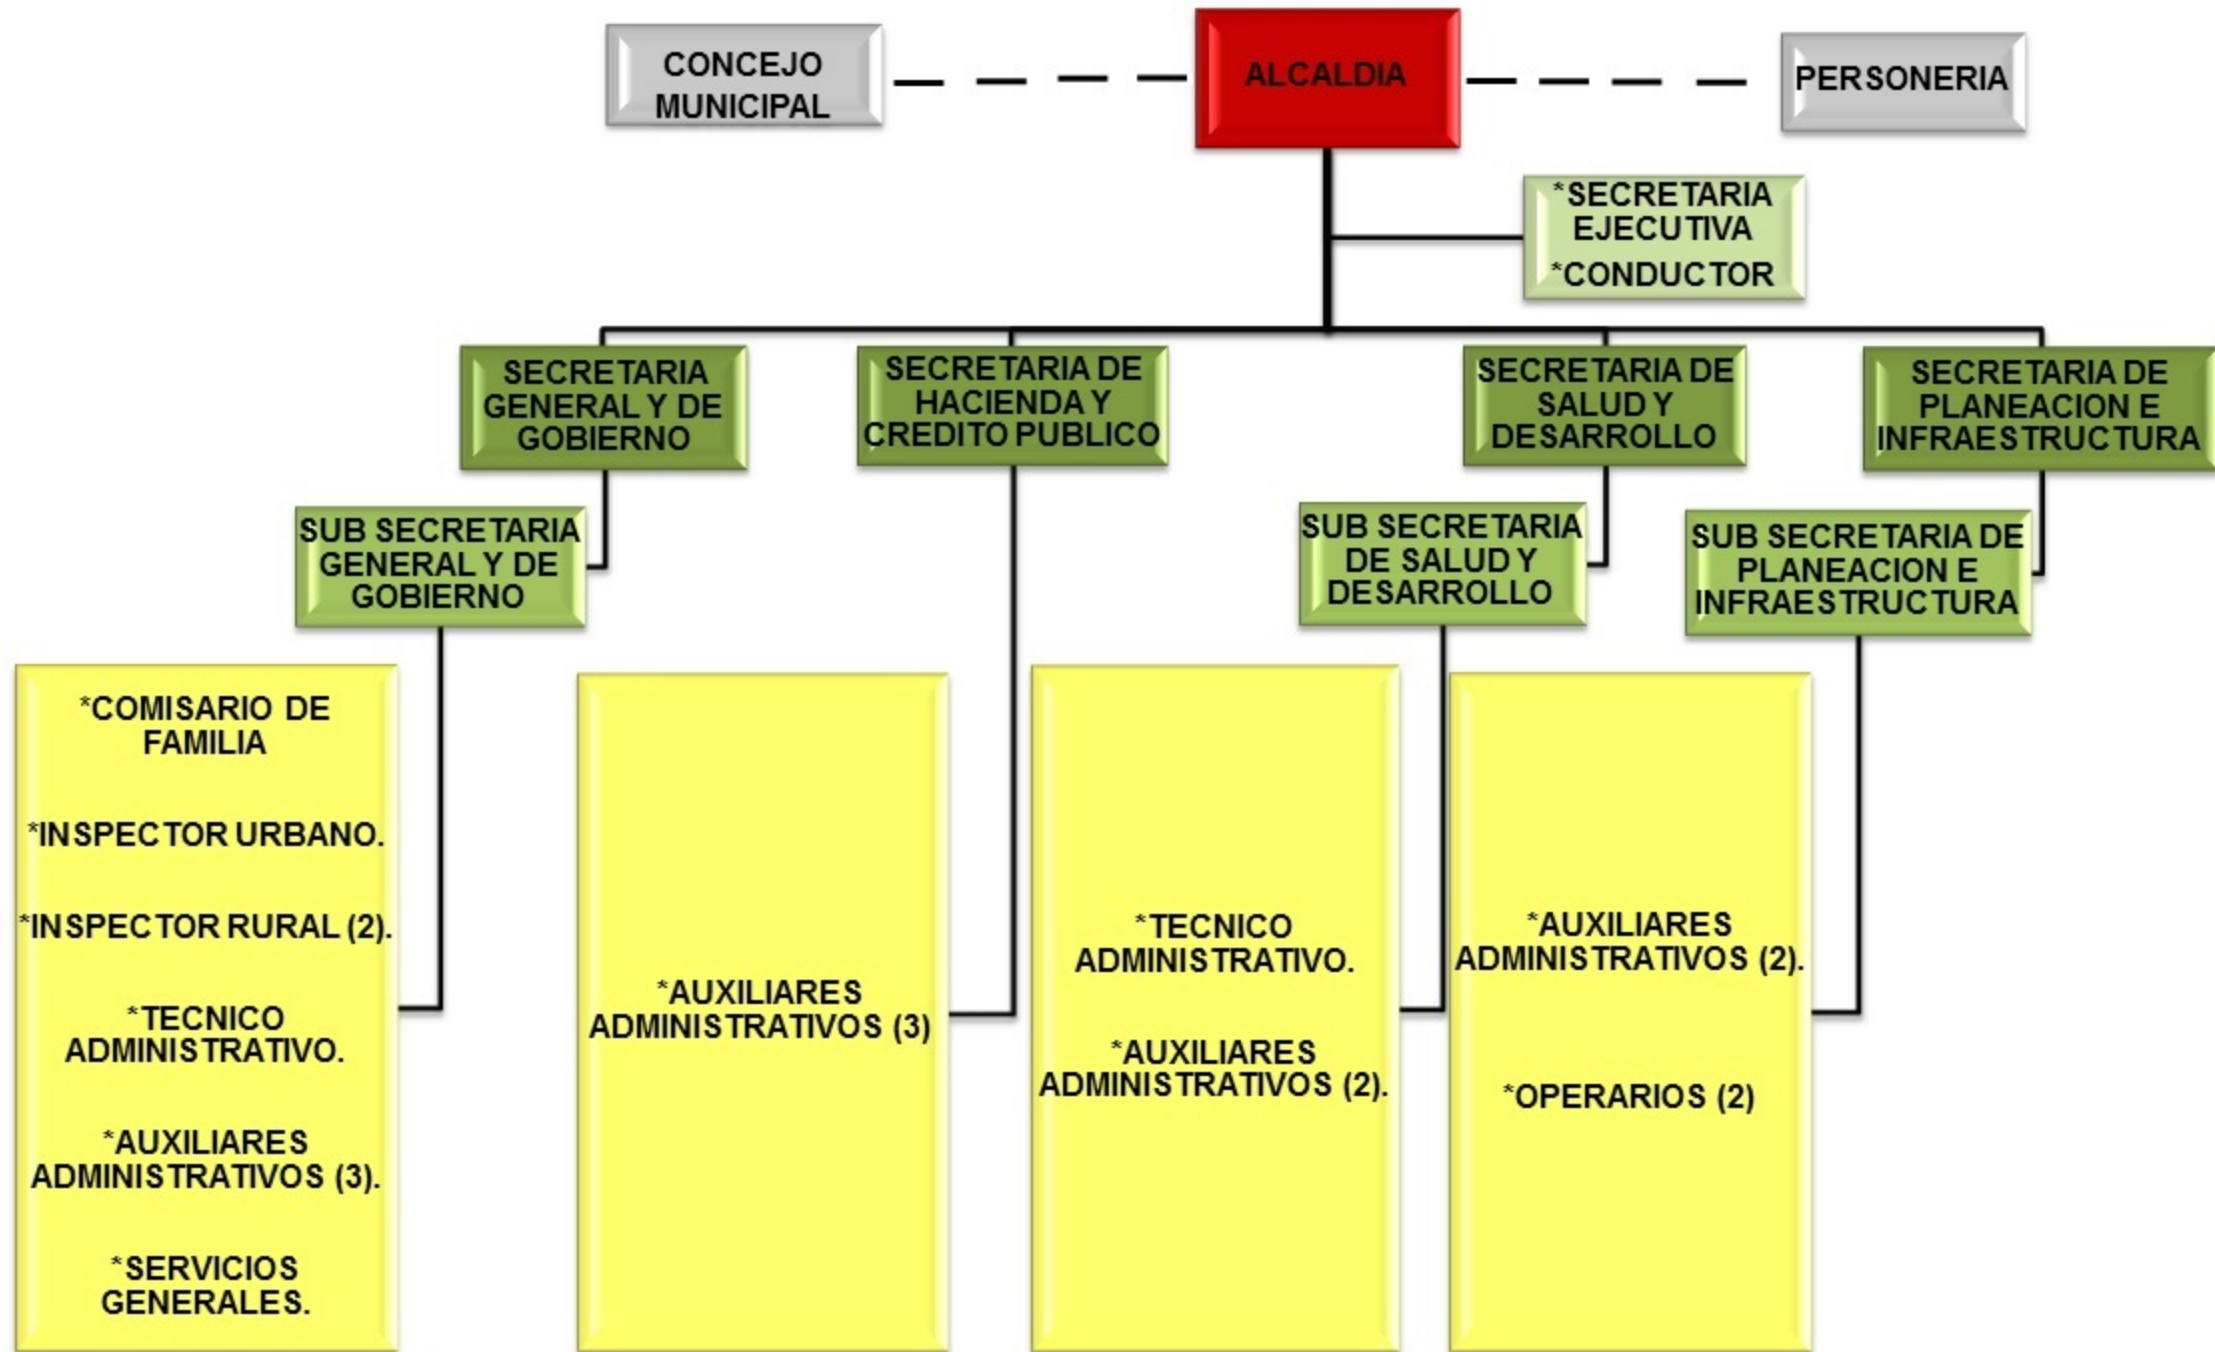 CONCEJO
MUNICIPAL
ALCALDIA
PERSONERIA
*SECRETARIA
EJECUTIVA
*CONDUCTOR
SECRETARIA
GENERAL Y DE
GOBIERNO
SECRETARIA DE
HACIENDA Y
CREDITO PUBLICO
SECRETARIA DE
SALUD Y
DESARROLLO
SECRETARIA DE
PLANEACION E
INFRAESTRUCTURA
SUB SECRETARIA
GENERAL Y DE
GOBIERNO
SUB SECRETARIA
DE SALUD Y
DESARROLLO
SUB SECRETARIA DE
PLANEACION E
INFRAESTRUCTURA
*COMISARIO DE
FAMILIA
*INSPECTOR URBANO.
*INSPECTOR RURAL (2).
*TECNICO
ADMINISTRATIVO.
*AUXILIARES
ADMINISTRATIVOS (3).
*SERVICIOS
GENERALES.
*AUXILIARES
ADMINISTRATIVOS (3)
*TECNICO
ADMINISTRATIVO.
*AUXILIARES
ADMINISTRATIVOS (2).
*AUXILIARES
ADMINISTRATIVOS (2).
*OPERARIOS (2)